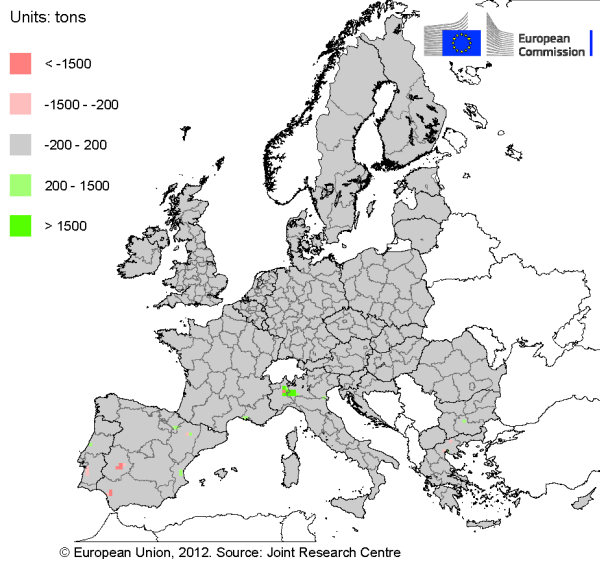 Units: tons
< -1500
-1500 - -200
-200 - 200
200 - 1500
> 1500
European
Commission
© European Union, 2012. Source: Joint Research Centre